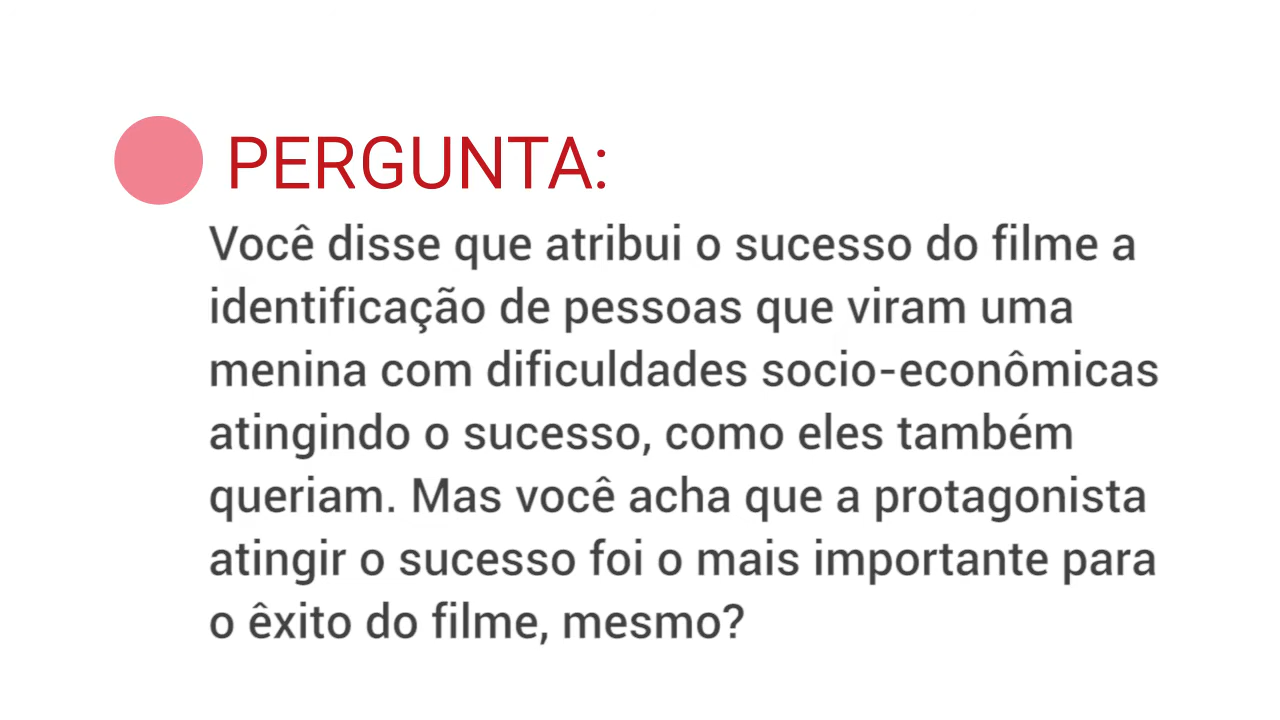 PERGUNTA:
Você disse que atribui o sucesso do filme a
identificação de pessoas que viram uma
menina com dificuldades socio-econômicas
atingindo o sucesso, como eles também
queriam. Mas você acha que a protagonista
atingir o sucesso foi o mais importante para
o êxito do filme, mesmo?